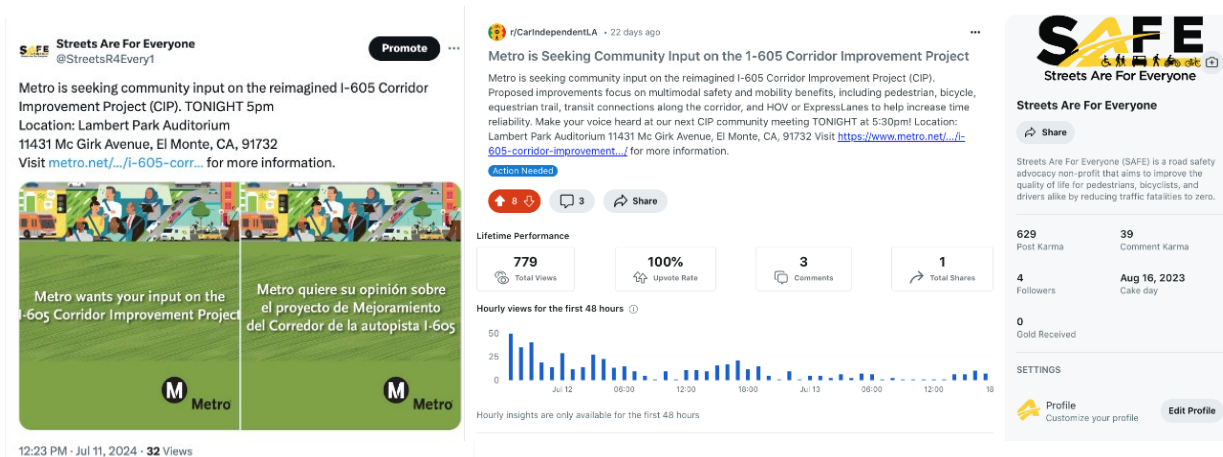 SAFE
Streets Are For Everyone
@StreetsR4Every1
Promote
Metro is seeking community input on the reimagined I-605 Corridor
Improvement Project (CIP). TONIGHT 5pm
Location: Lambert Park Auditorium
11431 Mc Girk Avenue, El Monte, CA, 91732
Visit metro.net/.../i-605-corr... for more information.
Metro wants your input on the
I-605 Corridor Improvement Project
M
Metro
Metro quiere su opinión sobre
el proyecto de Mejoramiento
del Corredor de la autopista I-605
M
Metro
12:23 PM · Jul 11, 2024 · 32 Views
r/CarIndependentLA • 22 days ago
Metro is Seeking Community Input on the 1-605 Corridor Improvement Project
Metro is seeking community input on the reimagined I-605 Corridor Improvement Project (CIP).
Proposed improvements focus on multimodal safety and mobility benefits, including pedestrian, bicycle,
equestrian trail, transit connections along the corridor, and HOV or ExpressLanes to help increase time
reliability. Make your voice heard at our next CIP community meeting TONIGHT at 5:30pm! Location:
Lambert Park Auditorium 11431 Mc Girk Avenue, El Monte, CA, 91732 Visit https://www.metro.net/.../i-
605-corridor-improvement.../ for more information.
Action Needed
8
3
Share
Lifetime Performance
779
Total Views
100%
Upvote Rate
3
Comments
1
Total Shares
Hourly views for the first 48 hours
50
25
0
Jul 12
06:00
12:00
18:00
Jul 13
06:00
12:00
18
Hourly insights are only available for the first 48 hours
SAFE
Streets Are For Everyone
Streets Are For Everyone
Share
Streets Are For Everyone (SAFE) is a road safety
advocacy non-profit that aims to improve the
quality of life for pedestrians, bicyclists, and
drivers alike by reducing traffic fatalities to zero.
629
Post Karma
39
Comment Karma
4
Followers
Aug 16, 2023
Cake day
0
Gold Received
SETTINGS
Profile
Customize your profile
Edit Profile